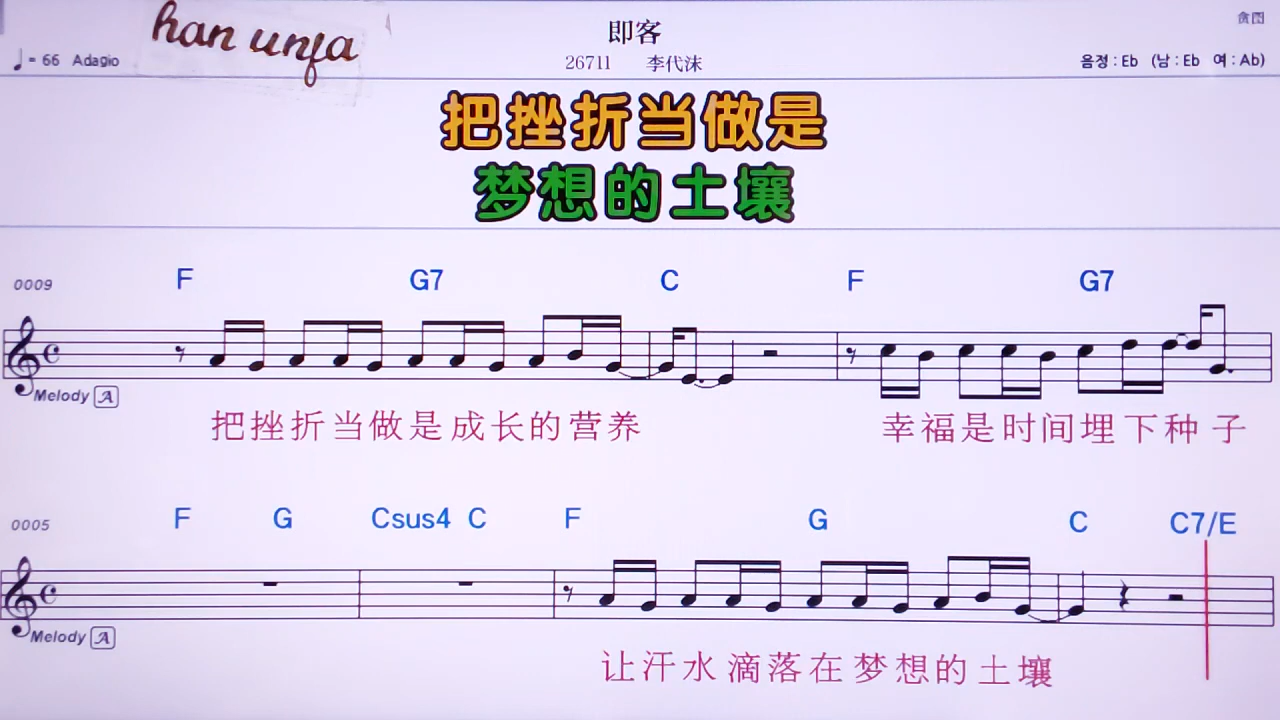 han unfa
即客
贪图
♩= 66 Adagio
26711 李代沫
음정 : Eb (남 : Eb 여 : Ab)
把挫折当做是
梦想的土壤
0009 F G7 C F G7
Melody A
把挫折当做是成长的营养 幸福是时间埋下种子
0005 F G Csus4 C F G C C7/E
Melody A
让汗水滴落在梦想的土壤